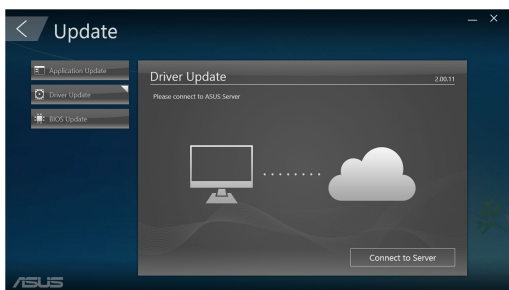 Update
Application Update
Driver Update
BIOS Update
Driver Update
2.00.11
Please connect to ASUS Server
Connect to Server
ASUS